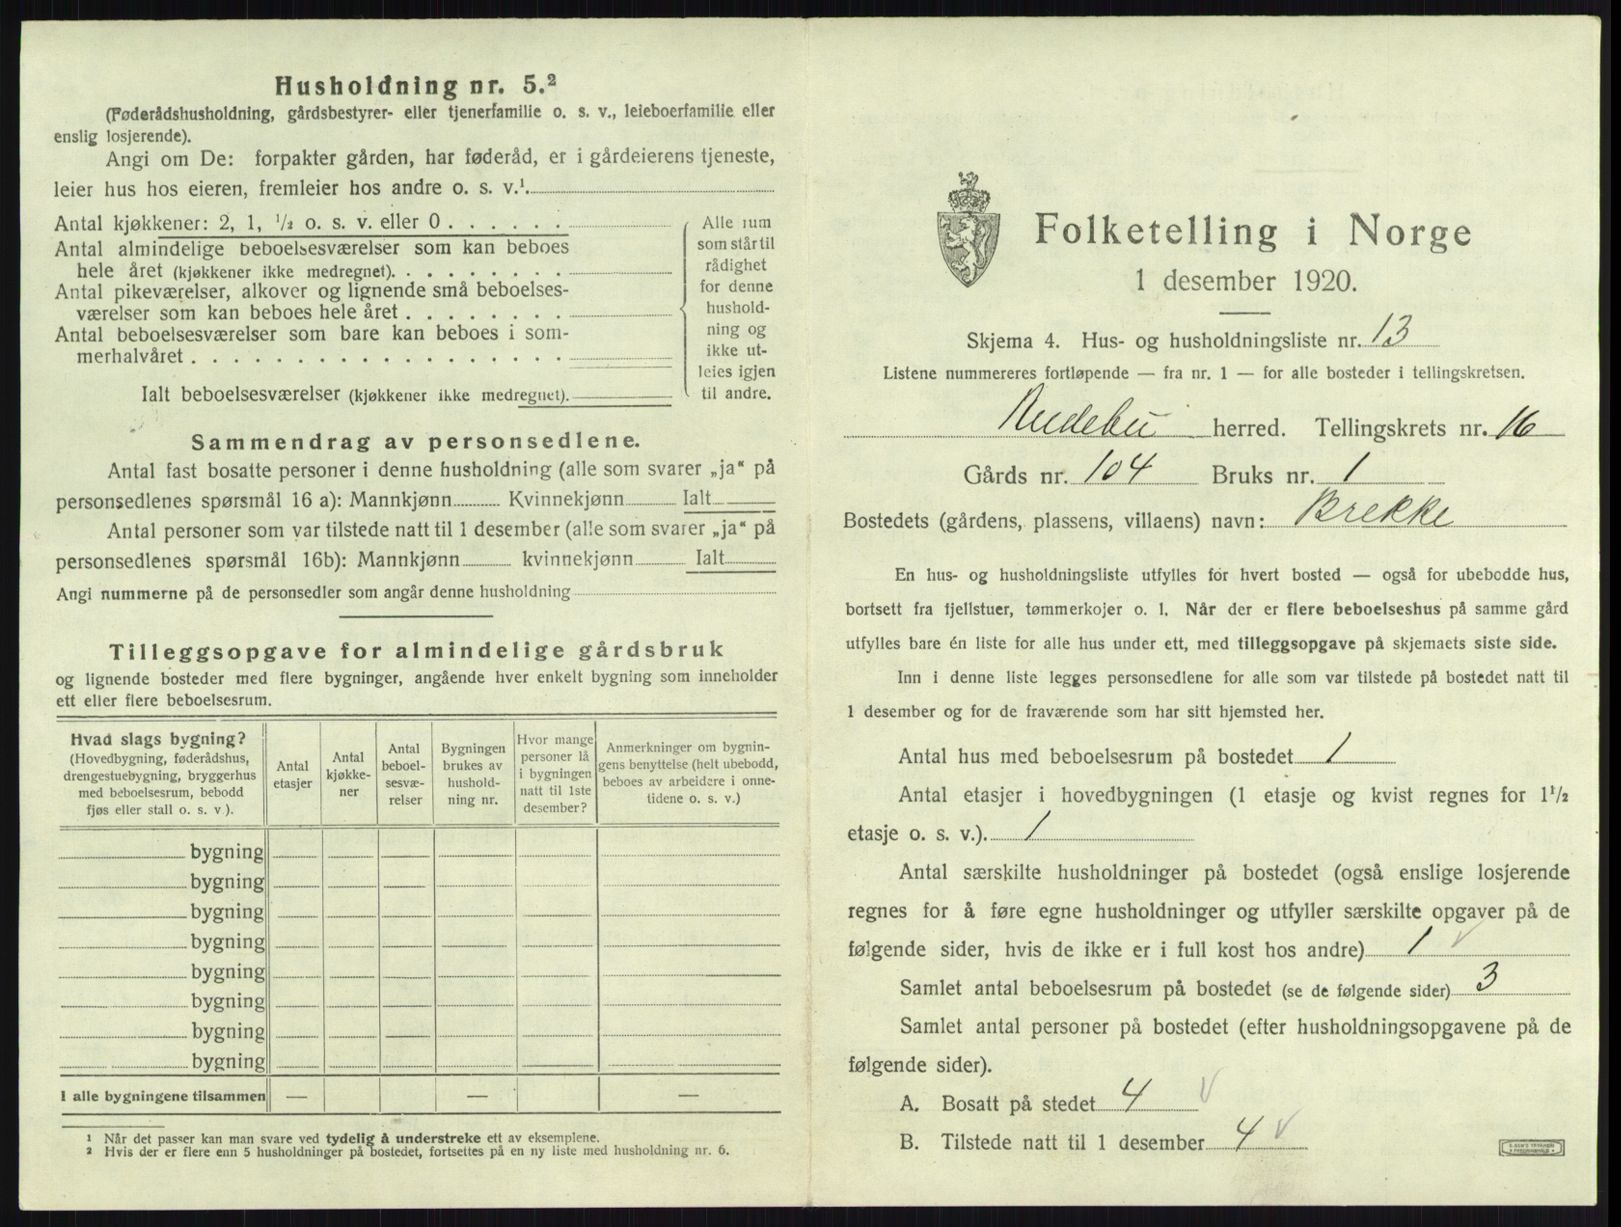 Husholdning nr. 5.²
(Føderådshusholdning, gårdsbestyrer- eller tjenerfamilie o. s. v., leieboerfamilie eller
enslig losjerende).
Angi om De: forpakter gården, har føderåd, er i gårdeierens tjeneste,
leier hus hos eieren, fremleier hos andre o. s. v.¹
Antal kjøkkener: 2, 1, ½ o. s. v. eller 0 . . . . . .
Antal almindelige beboelsesværelser som kan beboes
hele året (kjøkkener ikke medregnet). . . . . . . . .
Antal pikeværelser, alkover og lignende små beboelses-
værelser som kan beboes hele året . . . . . . . .
Antal beboelsesværelser som bare kan beboes i som-
merhalvåret . . . . . . . . . . . . . . . . . .
Ialt beboelsesværelser (kjøkkener ikke medregnet).
Alle rum
som står til
rådighet
for denne
hushold-
ning og
ikke ut-
leies igjen
til andre.
Sammendrag av personsedlene.
Antal fast bosatte personer i denne husholdning (alle som svarer „ja“ på
personsedlenes spørsmål 16 a): Mannkjønn Kvinnekjønn Ialt
Antal personer som var tilstede natt til 1 desember (alle som svarer „ja“ på
personsedlenes spørsmål 16b): Mannkjønn kvinnekjønn Ialt
Angi nummerne på de personsedler som angår denne husholdning
Tilleggsopgave for almindelige gårdsbruk
og lignende bosteder med flere bygninger, angående hver enkelt bygning som inneholder
ett eller flere beboelsesrum.
Hvad slags bygning?
(Hovedbygning, føderådshus,
drengestuebygning, bryggerhus
med beboelsesrum, bebodd
fjøs eller stall o. s. v.).
Antal
etasjer
Antal
kjøkke-
ner
Antal
beboel-
sesvæ-
relser
Bygningen
brukes av
hushold-
ning nr.
Hvor mange
personer lå
i bygningen
natt til 1ste
desember?
Anmerkninger om bygnin-
gens benyttelse (helt ubebodd,
beboes av arbeidere i onne-
tidene o. s. v.)
bygning
bygning
bygning
bygning
bygning
bygning
bygning
bygning
I alle bygningene tilsammen — — —
¹ Når det passer kan man svare ved tydelig å understreke ett av eksemplene.
² Hvis der er flere enn 5 husholdninger på bostedet, fortsettes på en ny liste med husholdning nr. 6.
Folketelling i Norge
1 desember 1920.
Skjema 4. Hus- og husholdningsliste nr. 13
Listene nummereres fortløpende — fra nr. 1 — for alle bosteder i tellingskretsen.
Andebu herred. Tellingskrets nr. 16
Gårds nr. 104 Bruks nr. 1
Bostedets (gårdens, plassens, villaens) navn: Brekke
En hus- og husholdningsliste utfylles for hvert bosted — også for ubebodde hus,
bortsett fra fjellstuer, tømmerkojer o. l. Når der er flere beboelseshus på samme gård
utfylles bare én liste for alle hus under ett, med tilleggsopgave på skjemaets siste side.
Inn i denne liste legges personsedlene for alle som var tilstede på bostedet natt til
1 desember og for de fraværende som har sitt hjemsted her.
Antal hus med beboelsesrum på bostedet 1
Antal etasjer i hovedbygningen (1 etasje og kvist regnes for 1½
etasje o. s. v.). 1
Antal særskilte husholdninger på bostedet (også enslige losjerende
regnes for å føre egne husholdninger og utfyller særskilte opgaver på de
følgende sider, hvis de ikke er i full kost hos andre) 1 √
Samlet antal beboelsesrum på bostedet (se de følgende sider) 3
Samlet antal personer på bostedet (efter husholdningsopgavene på de
følgende sider).
A. Bosatt på stedet 4 √
B. Tilstede natt til 1 desember 4 √